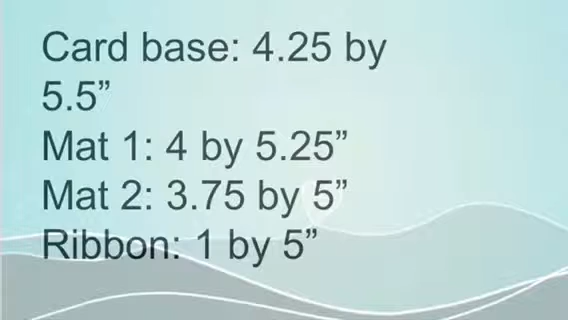 Card base: 4.25 by
5.5”
Mat 1: 4 by 5.25”
Mat 2: 3.75 by 5”
Ribbon: 1 by 5”